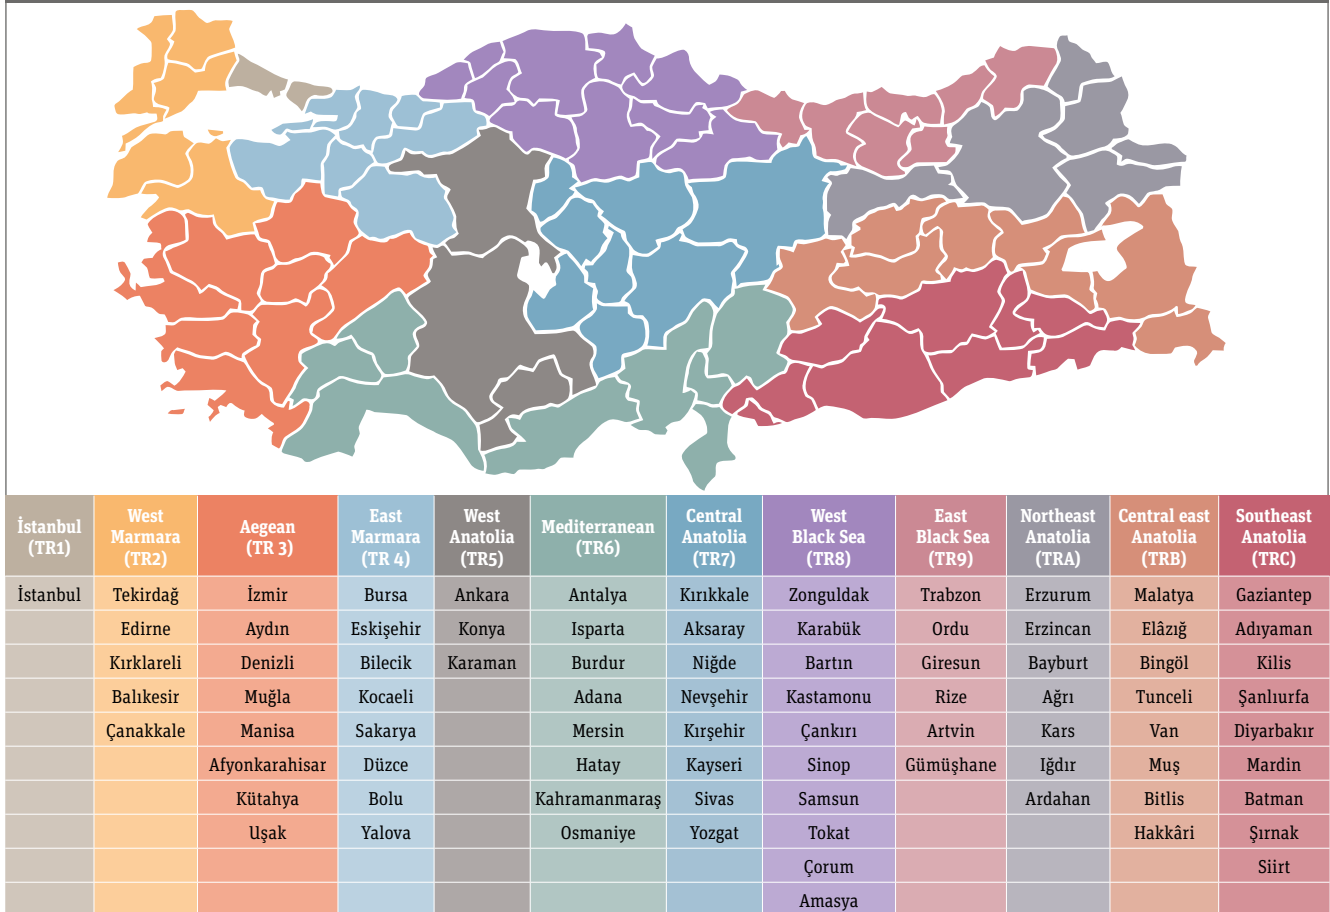 İstanbul
(TR1)
West
Marmara
(TR2)
Aegean
(TR 3)
East
Marmara
(TR 4)
West
Anatolia
(TR5)
Mediterranean
(TR6)
Central
Anatolia
(TR7)
West
Black Sea
(TR8)
East
Black Sea
(TR9)
Northeast
Anatolia
(TRA)
Central east
Anatolia
(TRB)
Southeast
Anatolia
(TRC)
İstanbul Tekirdağ İzmir Bursa Ankara Antalya Kırıkkale Zonguldak Trabzon Erzurum Malatya Gaziantep
Edirne Aydın Eskişehir Konya Isparta Aksaray Karabük Ordu Erzincan Elâzığ Adıyaman
Kırklareli Denizli Bilecik Karaman Burdur Niğde Bartın Giresun Bayburt Bingöl Kilis
Balıkesir Muğla Kocaeli Adana Nevşehir Kastamonu Rize Ağrı Tunceli Şanlıurfa
Çanakkale Manisa Sakarya Mersin Kırşehir Çankırı Artvin Kars Van Diyarbakır
Afyonkarahisar Düzce Hatay Kayseri Sinop Gümüşhane Iğdır Muş Mardin
Kütahya Bolu Kahramanmaraş Sivas Samsun Ardahan Bitlis Batman
Uşak Yalova Osmaniye Yozgat Tokat Hakkâri Şırnak
Çorum Siirt
Amasya